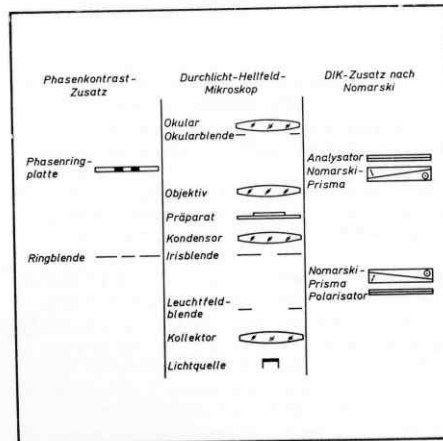 Phasenkontrast-
Zusatz
Durchlicht-Hellfeld-
Mikroskop
DIK-Zusatz nach
Nomarski
Okular
Okularblende
Phasenring-
platte
Analysator
Nomarski-
Prisma
Objektiv
Präparat
Kondensor
Ringblende
Irisblende
Nomarski-
Prisma
Polarisator
Leuchtfeld-
blende
Kollektor
Lichtquelle